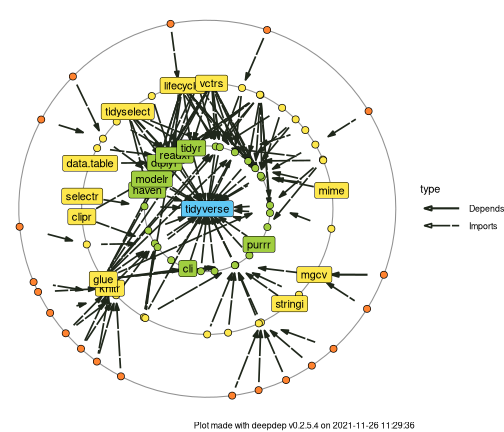 lifecycl
vctrs
tidyselect
tidyr
readxl
dplyr
data.table
modelr
haven
selectr
mime
clipr
tidyverse
purrr
cli
glue
knitr
mgcv
stringi
type
Depends
Imports
Plot made with deepdep v0.2.5.4 on 2021-11-26 11:29:36